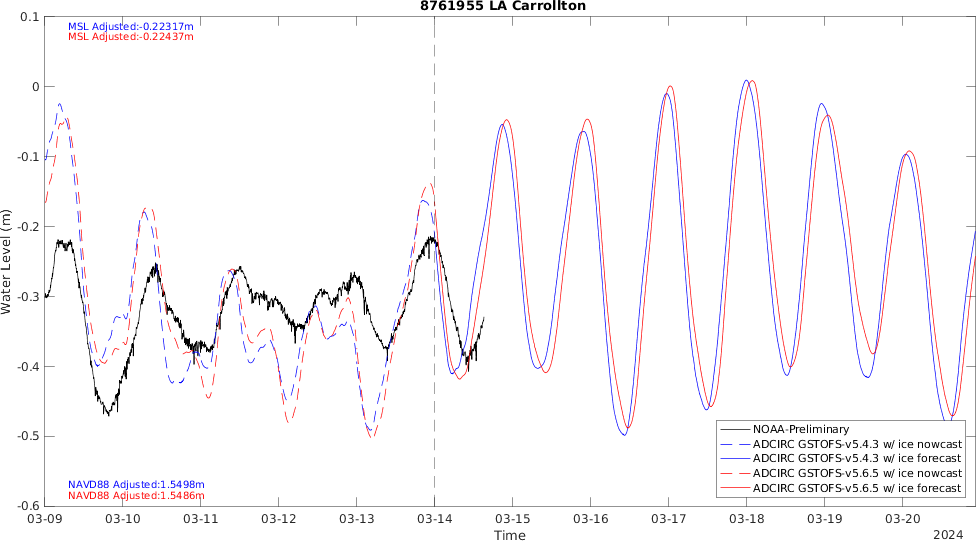 8761955 LA Carrollton
MSL Adjusted:-0.22317m
MSL Adjusted:-0.22437m
0.1
0
-0.1
-0.2
-0.3
-0.4
-0.5
-0.6
Water Level (m)
NAVD88 Adjusted:1.5498m
NAVD88 Adjusted:1.5486m
NOAA-Preliminary
ADCIRC GSTOFS-v5.4.3 w/ ice nowcast
ADCIRC GSTOFS-v5.4.3 w/ ice forecast
ADCIRC GSTOFS-v5.6.5 w/ ice nowcast
ADCIRC GSTOFS-v5.6.5 w/ ice forecast
03-09 03-10 03-11 03-12 03-13 03-14 03-15 03-16 03-17 03-18 03-19 03-20
Time
2024